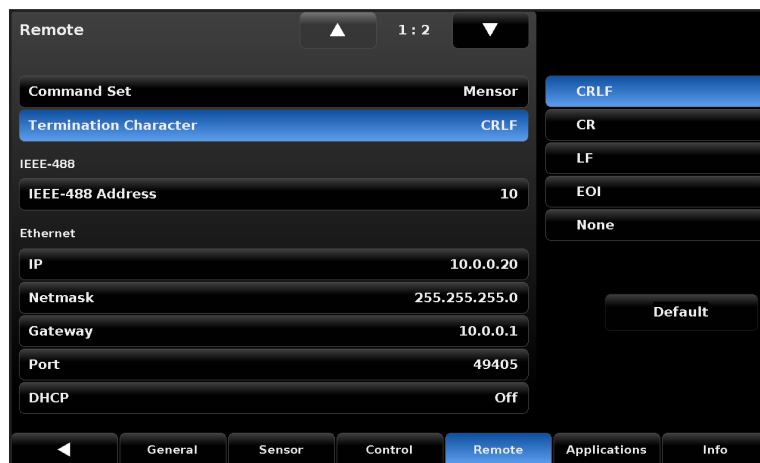 Remote 1 : 2
Command Set Mensor
Termination Character CRLF
IEEE-488
IEEE-488 Address 10
Ethernet
IP 10.0.0.20
Netmask 255.255.255.0
Gateway 10.0.0.1
Port 49405
DHCP Off
CRLF
CR
LF
EOI
None
Default
General Sensor Control Remote Applications Info